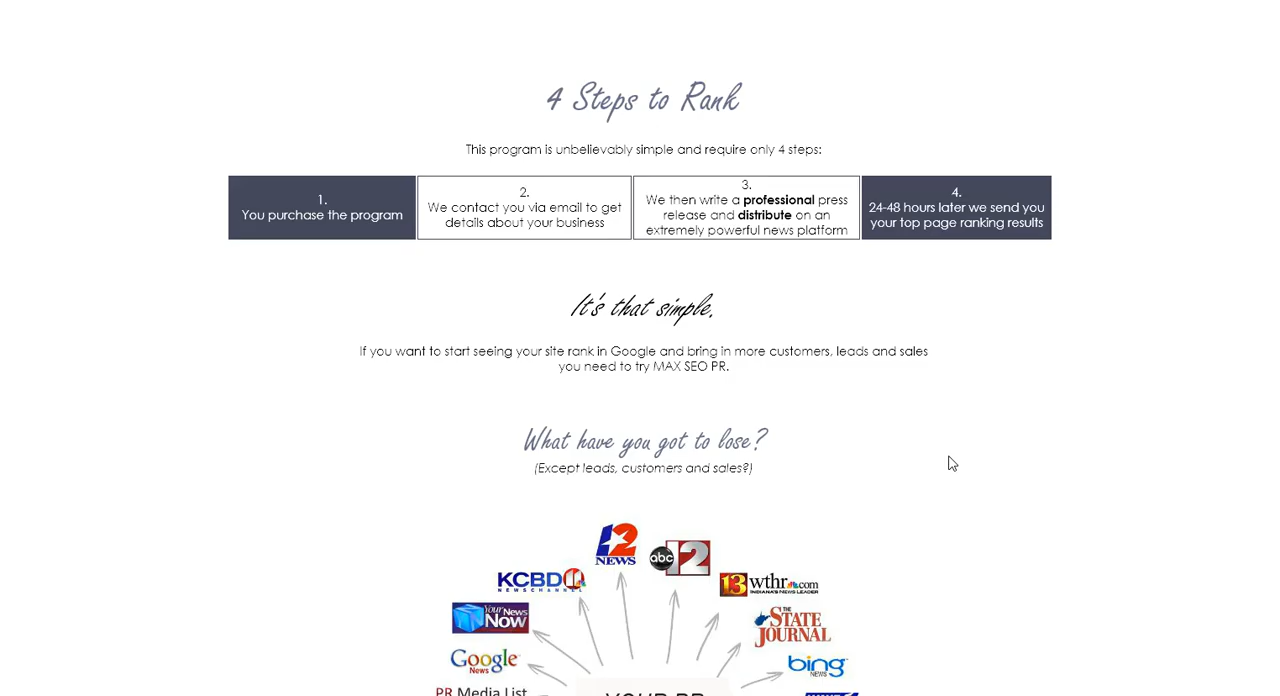 4 Steps to Rank
This program is unbelievably simple and require only 4 steps:
1.
You purchase the program
2.
We contact you via email to get
details about your business
3.
We then write a professional press
release and distribute on an
extremely powerful news platform
4.
24-48 hours later we send you
your top page ranking results
It's that simple.
If you want to start seeing your site rank in Google and bring in more customers, leads and sales
you need to try MAX SEO PR.
What have you got to lose?
(Except leads, customers and sales?)
12
NEWS
abc 2
KCBD 11
NEWSCHANNEL
13 wthr.com
INDIANA'S NEWS LEADER
Your News
Now
THE
STATE
JOURNAL
Google
News
bing
NEWS
PR Media List
YOUR PR